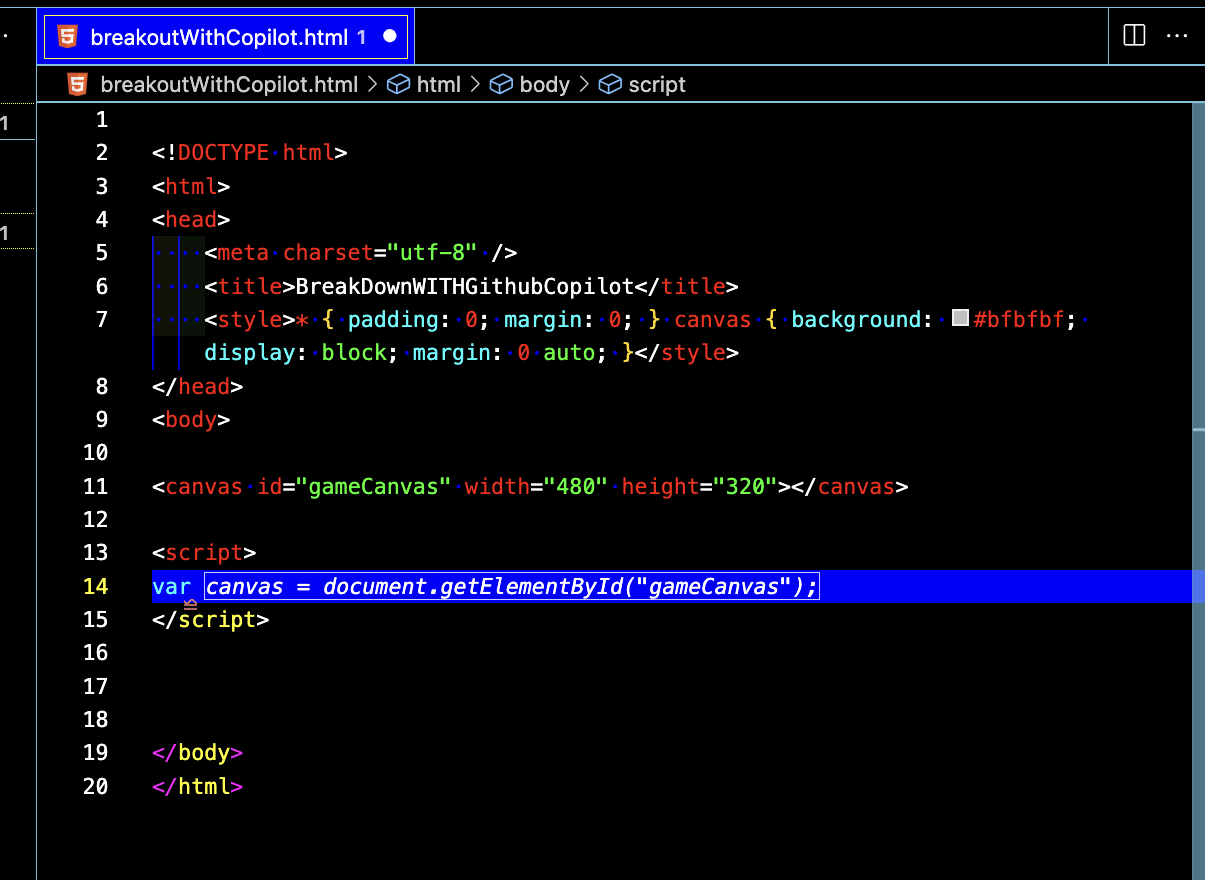 breakoutWithCopilot.html 1
breakoutWithCopilot.html > html > body > script
1
1
1
2 <!DOCTYPE html>
3 <html>
4 <head>
5 <meta charset="utf-8" />
6 <title>BreakDownWITHGithubCopilot</title>
7 <style>* { padding: 0; margin: 0; } canvas { background: #bfbfbf;
display: block; margin: 0 auto; }</style>
8 </head>
9 <body>
10
11 <canvas id="gameCanvas" width="480" height="320"></canvas>
12
13 <script>
14 var canvas = document.getElementById("gameCanvas");
15 </script>
16
17
18
19 </body>
20 </html>